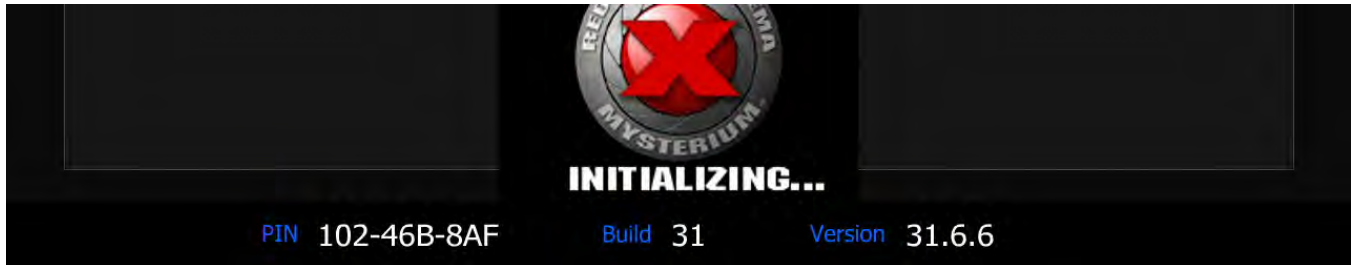 MYSTERIUM®
INITIALIZING...
PIN 102-46B-8AF Build 31 Version 31.6.6